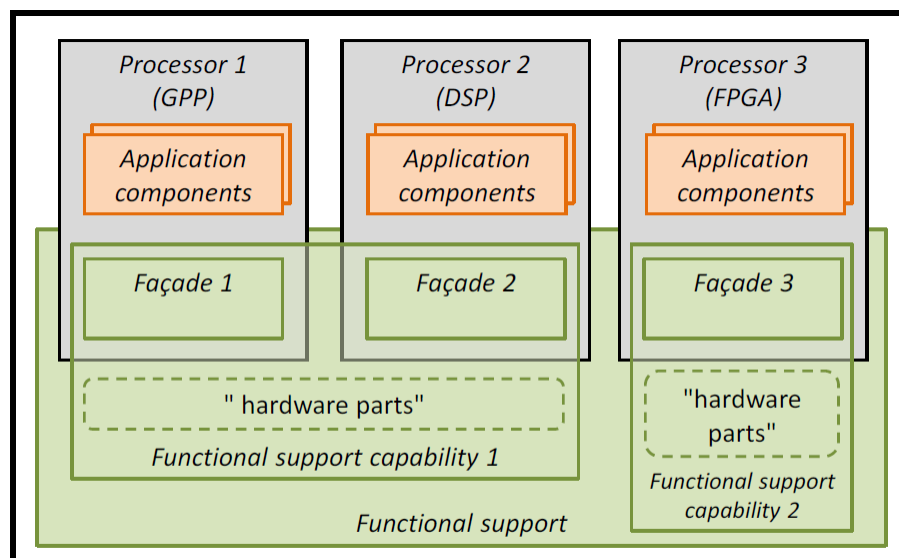 Processor 1
(GPP)
Processor 2
(DSP)
Processor 3
(FPGA)
Application
components
Application
components
Application
components
Façade 1
Façade 2
Façade 3
" hardware parts"
"hardware
parts"
Functional support capability 1
Functional support
capability 2
Functional support